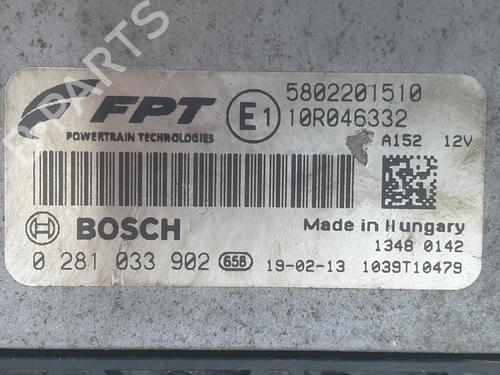 PARTS
FPT
POWERTRAIN TECHNOLOGIES
E1
5802201510
10R046332
A152 12V
BOSCH
Made in Hungary
1348 0142
0 281 033 902 65B 19-02-13 1039T10479